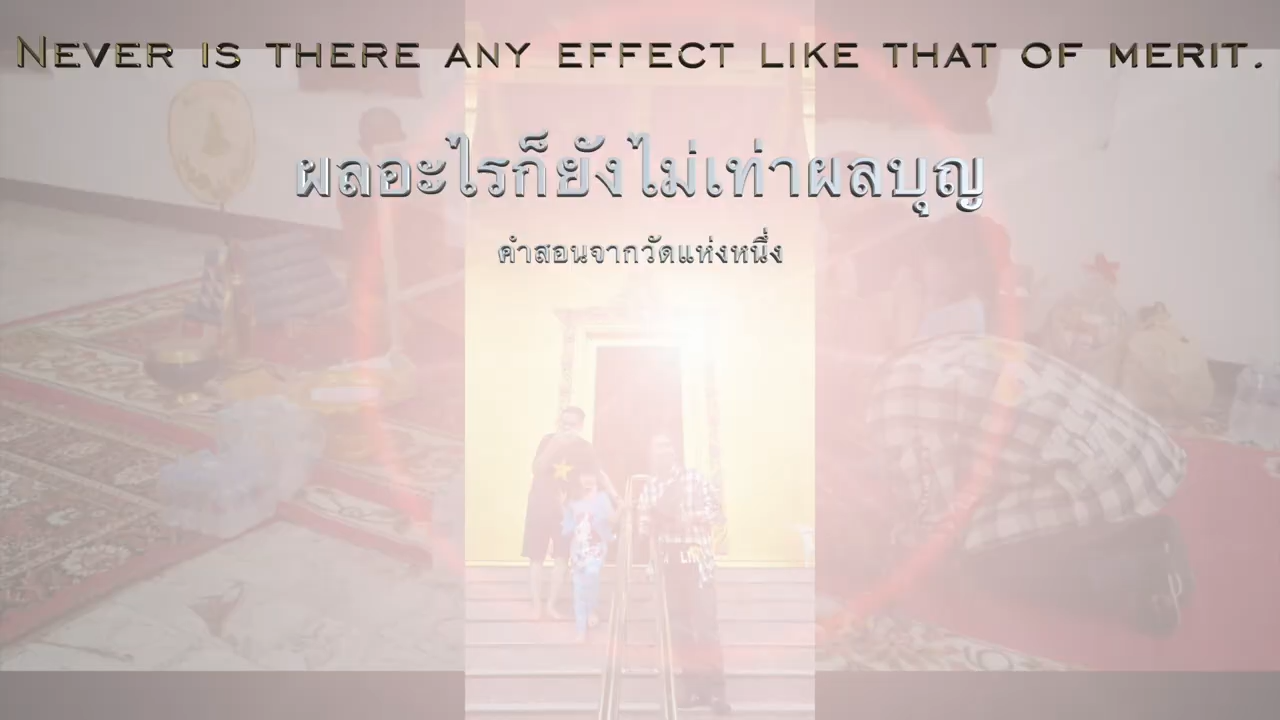 NEVER IS THERE ANY EFFECT LIKE THAT OF MERIT.
ผลอะไรก็ยังไม่เท่าผลบุญ
คำสอนจากวัดแห่งหนึ่ง